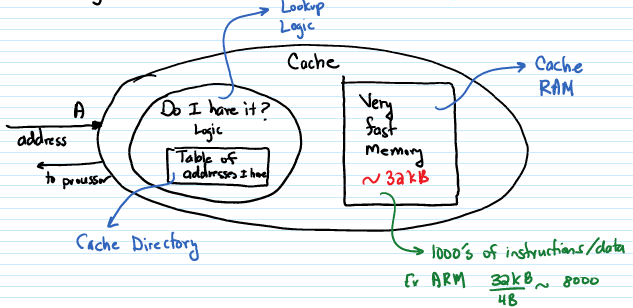 Lookup
Logic
Cache
Cache
RAM
A
address
to processor
Do I have it?
Logic
Table of
addresses I have
Very
fast
Memory
~ 32kB
Cache Directory
1000's of instructions/data
Ex ARM 32kB ~ 8000
4B